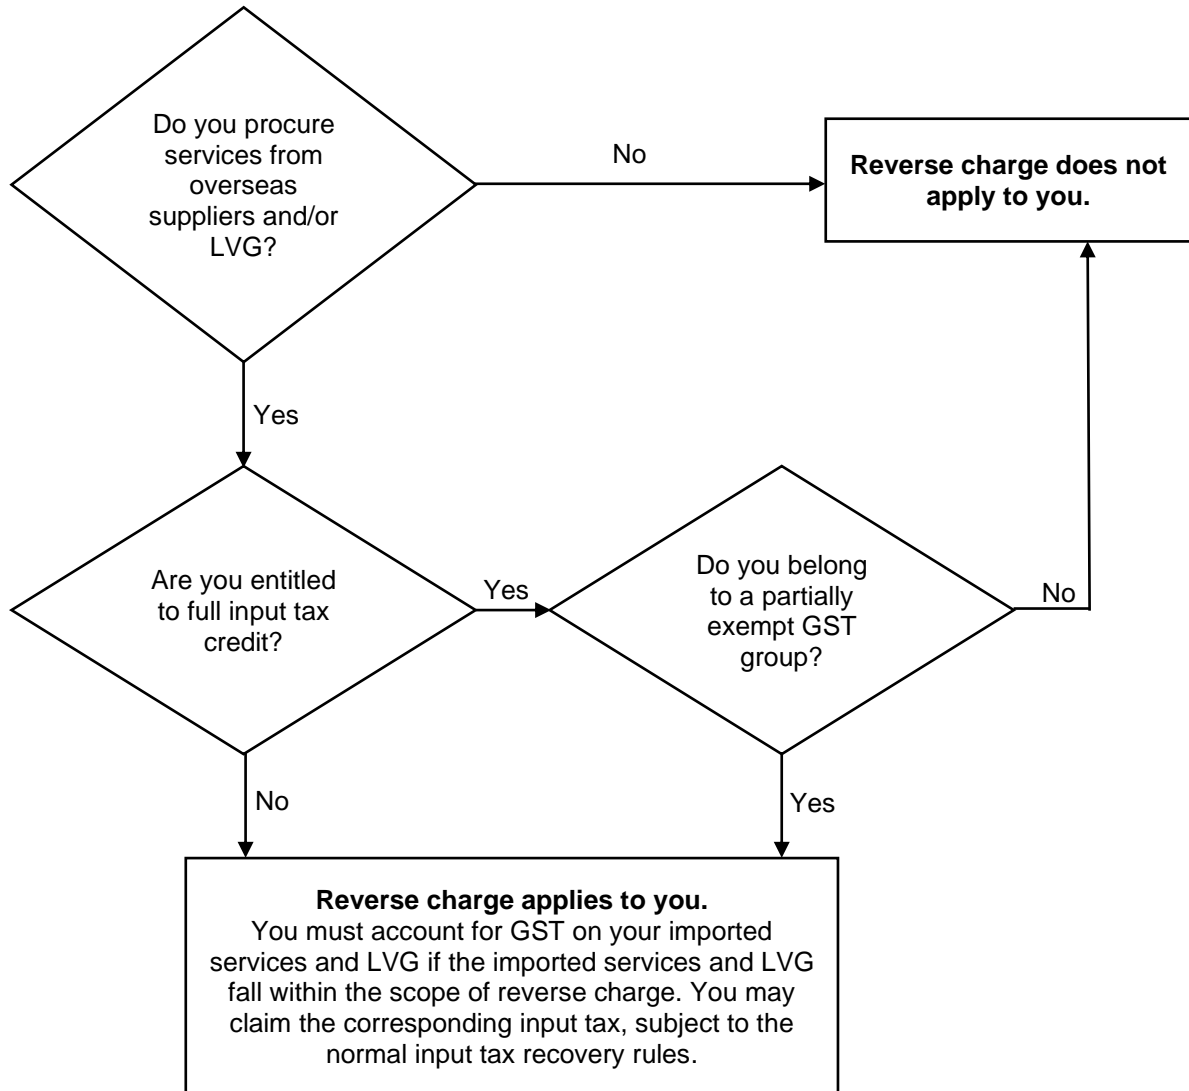 Do you procure
services from
overseas
suppliers and/or
LVG?
No
Reverse charge does not
apply to you.
Yes
Are you entitled
to full input tax
credit?
Yes
Do you belong
to a partially
exempt GST
group?
No
No
Yes
Reverse charge applies to you.
You must account for GST on your imported
services and LVG if the imported services and LVG
fall within the scope of reverse charge. You may
claim the corresponding input tax, subject to the
normal input tax recovery rules.